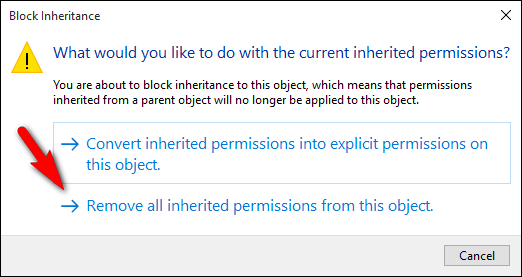 Block Inheritance
What would you like to do with the current inherited permissions?
You are about to block inheritance to this object, which means that permissions
inherited from a parent object will no longer be applied to this object.
Convert inherited permissions into explicit permissions on
this object.
Remove all inherited permissions from this object.
Cancel